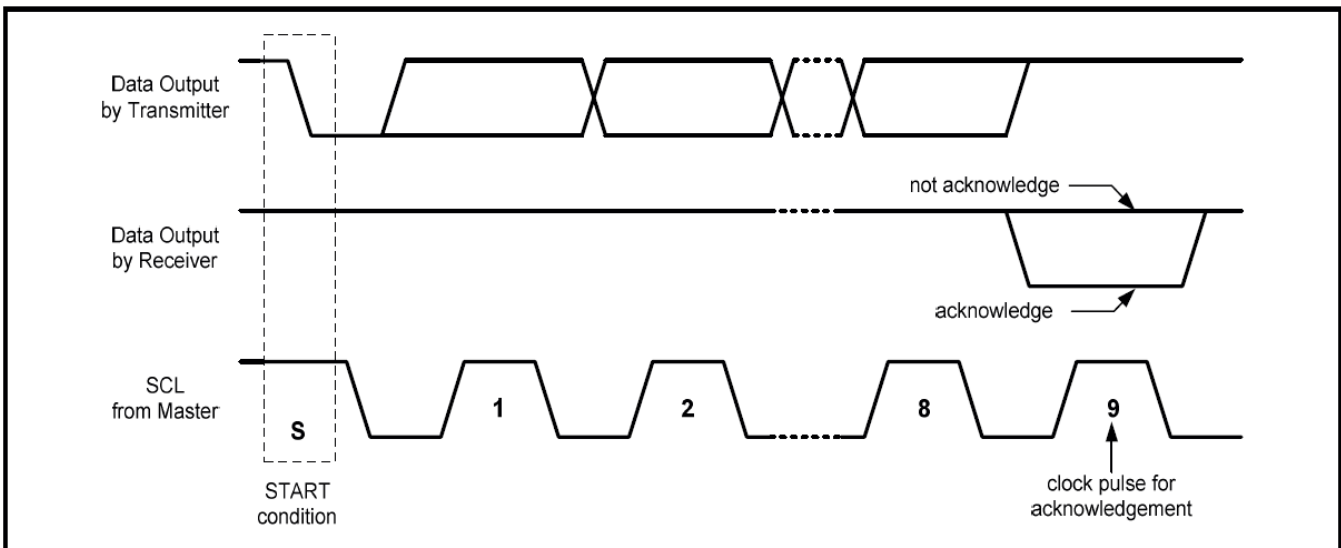 Data Output
by Transmitter
not acknowledge
Data Output
by Receiver
acknowledge
SCL
from Master
S
1
2
8
9
START
condition
clock pulse for
acknowledgement